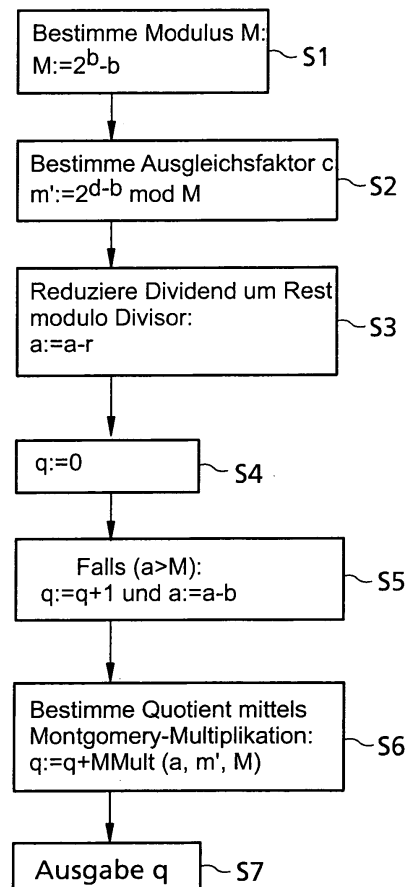 Bestimme Modulus M:
M:=2^b-b
S1
Bestimme Ausgleichsfaktor c
m':=2^d-b mod M
S2
Reduziere Dividend um Rest
modulo Divisor:
a:=a-r
S3
q:=0
S4
Falls (a>M):
q:=q+1 und a:=a-b
S5
Bestimme Quotient mittels
Montgomery-Multiplikation:
q:=q+MMult (a, m', M)
S6
Ausgabe q
S7